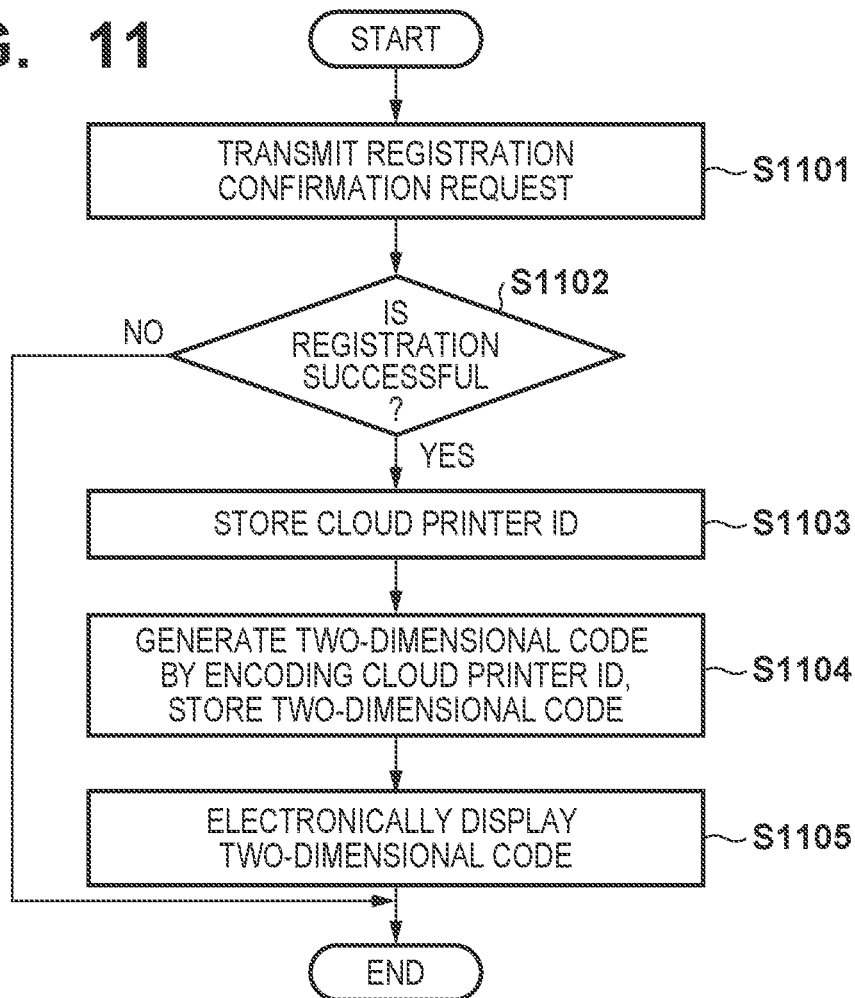 G. 11
START
TRANSMIT REGISTRATION
CONFIRMATION REQUEST
S1101
S1102
IS
REGISTRATION
SUCCESSFUL
?
NO
YES
STORE CLOUD PRINTER ID
S1103
GENERATE TWO-DIMENSIONAL CODE
BY ENCODING CLOUD PRINTER ID,
STORE TWO-DIMENSIONAL CODE
S1104
ELECTRONICALLY DISPLAY
TWO-DIMENSIONAL CODE
S1105
END